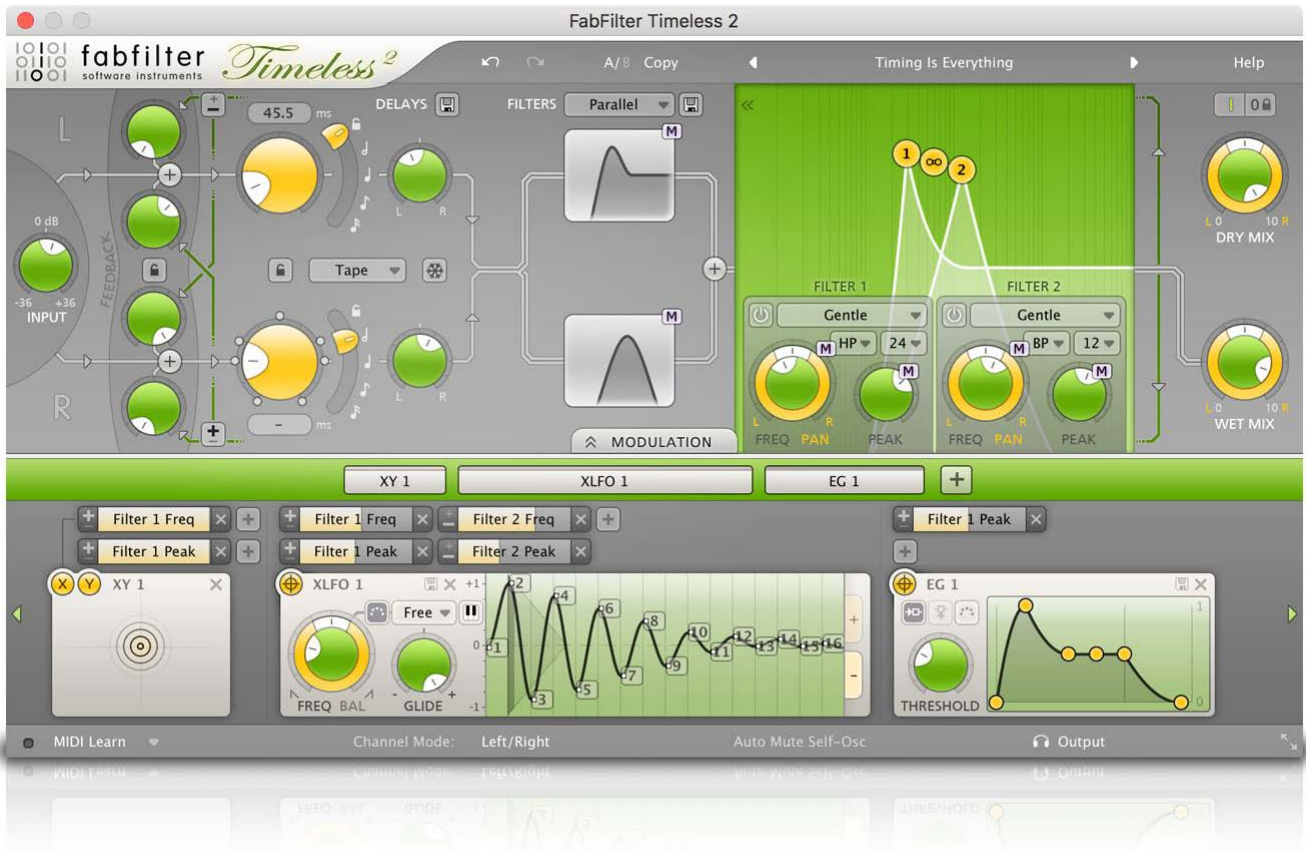 FabFilter Timeless 2
fabfilter
software instruments
Timeless 2
A/B Copy
Timing Is Everything
Help
L
45.5 ms
DELAYS
FILTERS Parallel
M
1 ∞ 2
I 0
0 dB
-36 +36
INPUT
FEEDBACK
L R
Tape
L 0 10 R
DRY MIX
FILTER 1
FILTER 2
M
Gentle
Gentle
M HP 24
M BP 12
M
M
L R
L R
FREQ PAN PEAK
FREQ PAN PEAK
R
- ms
L R
MODULATION
L 0 10 R
WET MIX
XY 1
XLFO 1
EG 1
+
Filter 1 Freq
Filter 1 Freq
Filter 2 Freq
Filter 1 Peak
Filter 1 Peak
Filter 1 Peak
Filter 2 Peak
X Y XY 1
XLFO 1
Free
FREQ BAL
- +
GLIDE
+1
0
-1
1 2 3 4 5 6 7 8 9 10 11 12 13 14 15 16
+
-
EG 1
THRESHOLD
1
0
MIDI Learn
Channel Mode: Left/Right
Auto Mute Self-Osc
Output